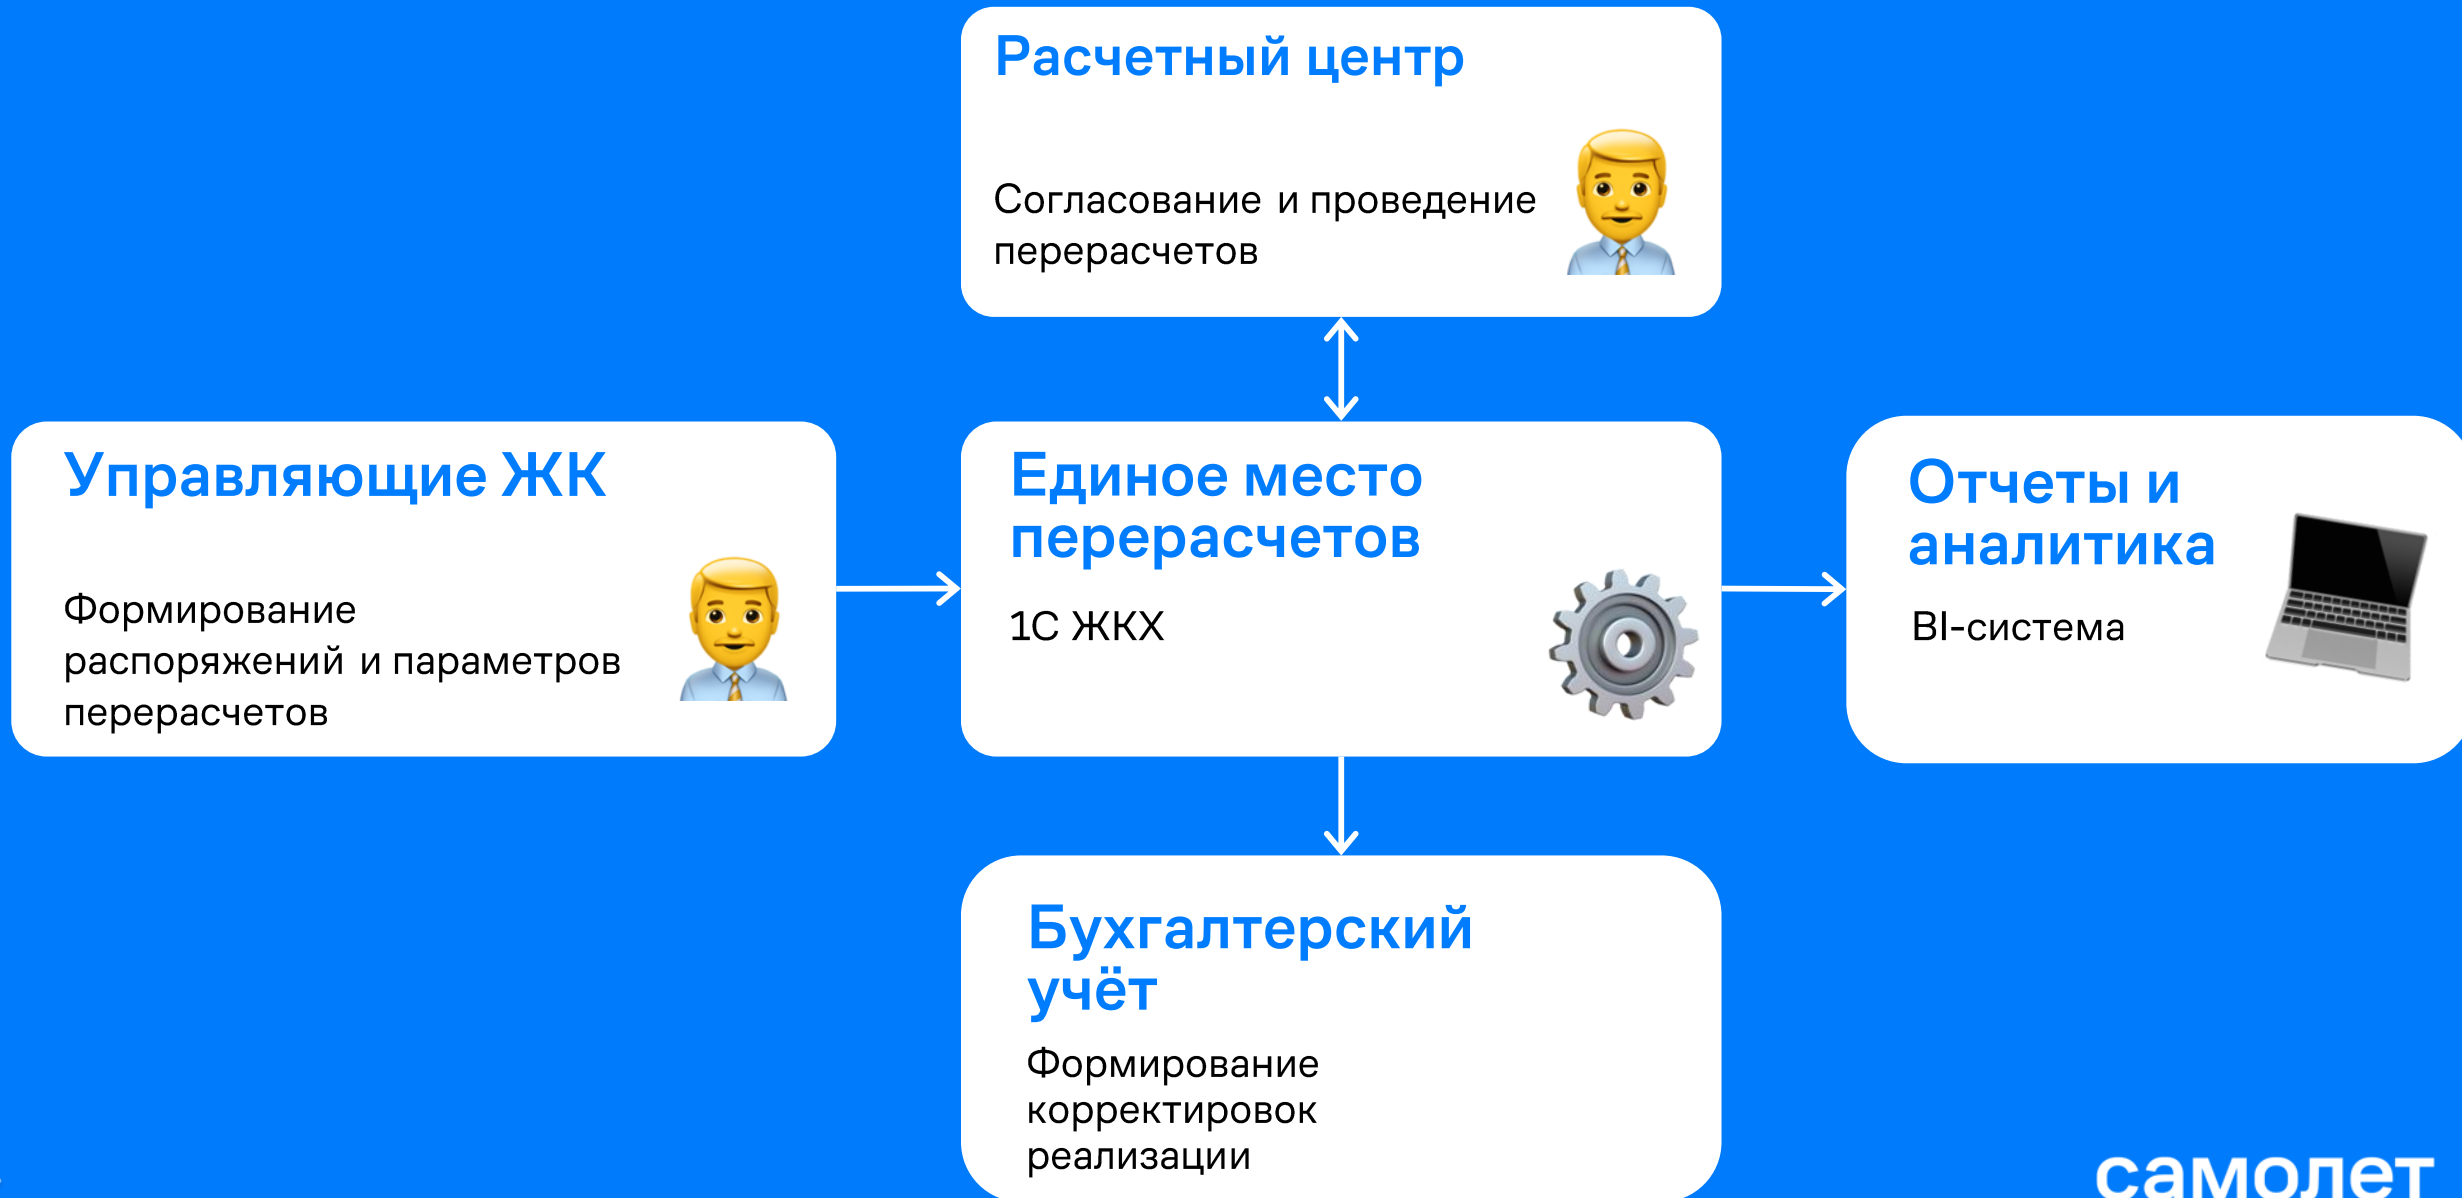 Расчетный центр
Согласование и проведение
перерасчетов
Управляющие ЖК
Формирование
распоряжений и параметров
перерасчетов
Единое место
перерасчетов
1С ЖКХ
Отчеты и
аналитика
BI-система
Бухгалтерский
учёт
Формирование
корректировок
реализации
самолет